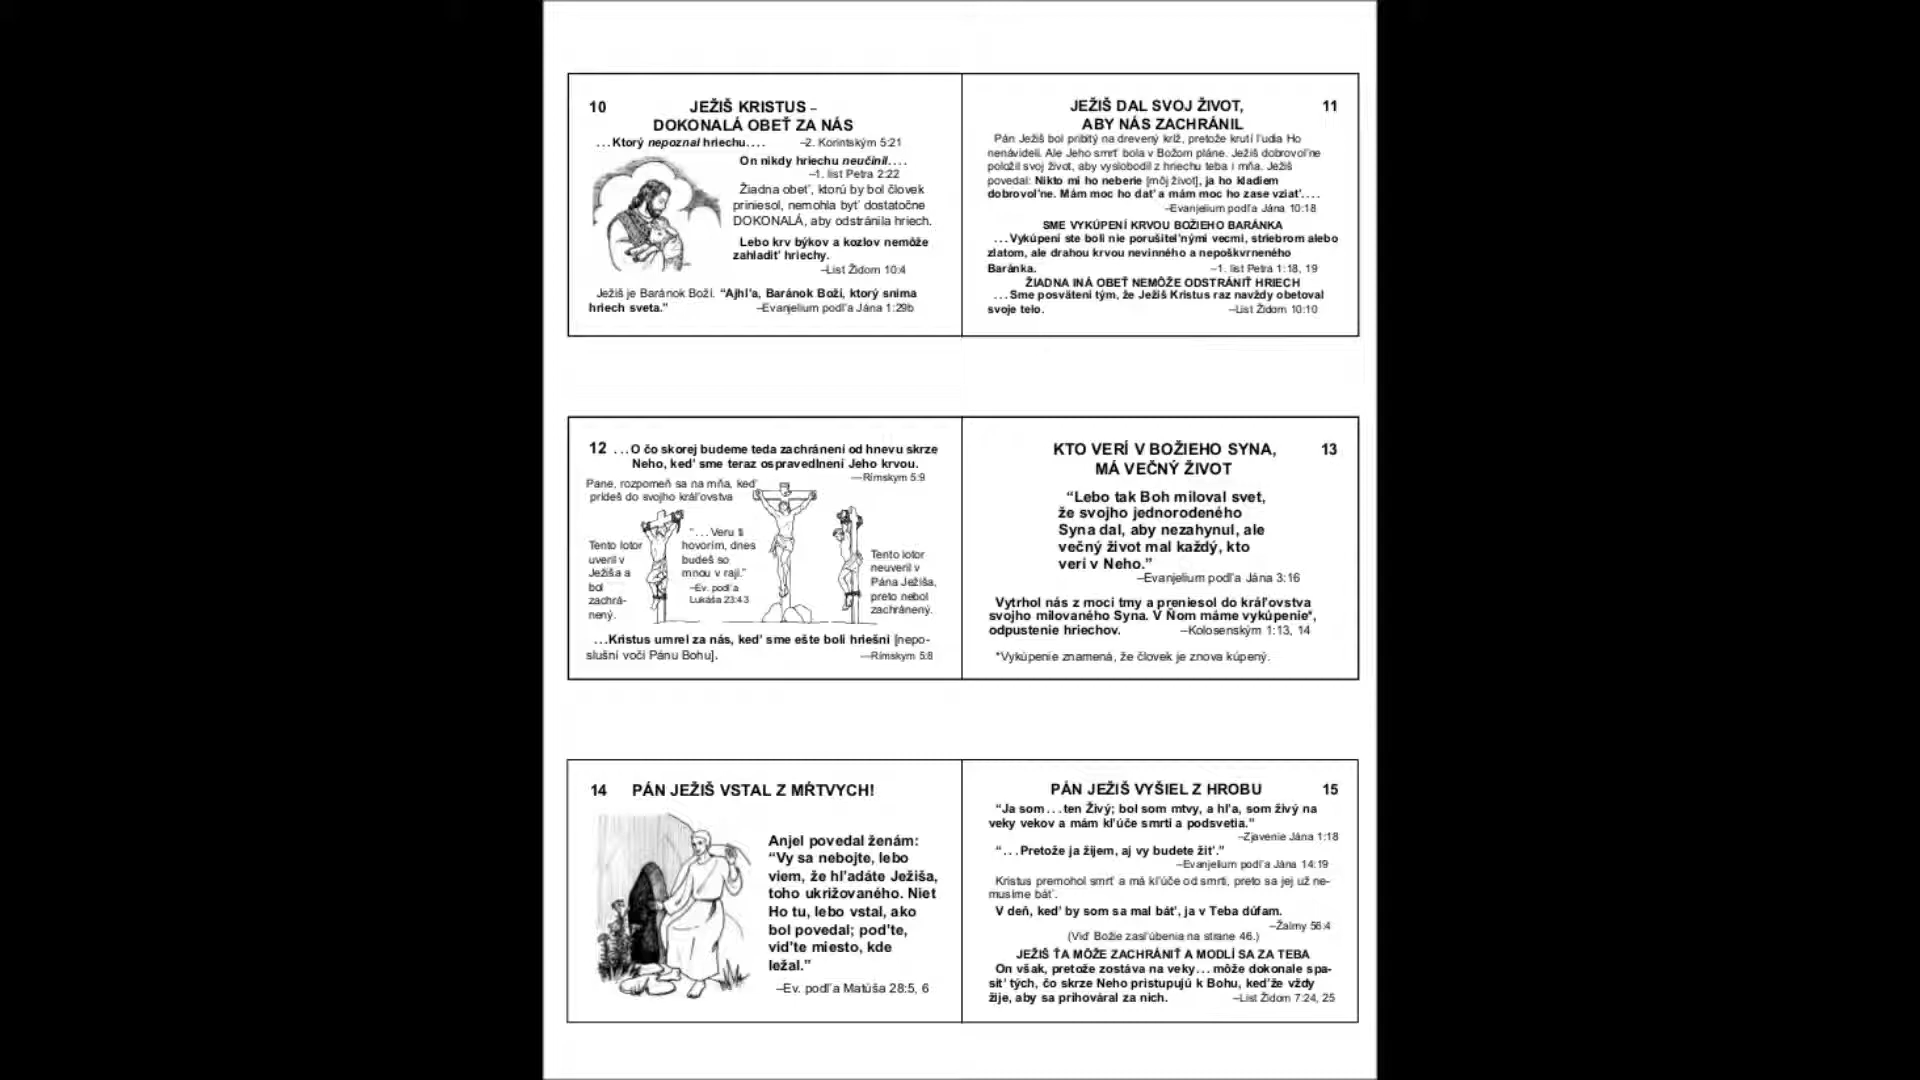 10
JEŽIŠ KRISTUS –
DOKONALÁ OBEŤ ZA NÁS
...Ktorý nepoznal hriechu.... –2. Korintským 5:21
On nikdy hriechu neučinil....
–1. list Petra 2:22
Žiadna obeť, ktorú by bol človek
priniesol, nemohla byť dostatočne
DOKONALÁ, aby odstránila hriech.
Lebo krv býkov a kozlov nemôže
zahladiť hriechy.
–List Židom 10:4
Ježiš je Baránok Boží. “Ajhľa, Baránok Boží, ktorý sníma
hriech sveta.” –Evanjelium podľa Jána 1:29b
JEŽIŠ DAL SVOJ ŽIVOT, 11
ABY NÁS ZACHRÁNIL
Pán Ježiš bol pribitý na drevený kríž, pretože krutí ľudia Ho
nenávideli. Ale Jeho smrť bola v Božom pláne. Ježiš dobrovoľne
položil svoj život, aby vyslobodil z hriechu teba i mňa. Ježiš
povedal: Nikto mi ho neberie [môj život], ja ho kladiem
dobrovoľne. Mám moc ho dať a mám moc ho zase vziať....
–Evanjelium podľa Jána 10:18
SME VYKÚPENÍ KRVOU BOŽIEHO BARÁNKA
...Vykúpení ste boli nie porušiteľnými vecmi, striebrom alebo
zlatom, ale drahou krvou nevinného a nepoškvrneného
Baránka. –1. list Petra 1:18, 19
ŽIADNA INÁ OBEŤ NEMÔŽE ODSTRÁNIŤ HRIECH
...Sme posvätení tým, že Ježiš Kristus raz navždy obetoval
svoje telo. –List Židom 10:10
12 ...O čo skorej budeme teda zachránení od hnevu skrze
Neho, keď sme teraz ospravedlnení Jeho krvou.
—Rímskym 5:9
Pane, rozpomeň sa na mňa, keď
prídeš do svojho kráľovstva
Tento lotor
uveril v
Ježiša a
bol
zachrá-
nený.
“...Veru ti
hovorím, dnes
budeš so
mnou v raji.”
–Ev. podľa
Lukáša 23:43
Tento lotor
neuveril v
Pána Ježiša,
preto nebol
zachránený.
...Kristus umrel za nás, keď sme ešte boli hriešni [nepo-
slušní voči Pánu Bohu]. —Rímskym 5:8
KTO VERÍ V BOŽIEHO SYNA, 13
MÁ VEČNÝ ŽIVOT
“Lebo tak Boh miloval svet,
že svojho jednorodeného
Syna dal, aby nezahynul, ale
večný život mal každý, kto
verí v Neho.”
—Evanjelium podľa Jána 3:16
Vytrhol nás z moci tmy a preniesol do kráľovstva
svojho milovaného Syna. V Ňom máme vykúpenie*,
odpustenie hriechov. –Kolosenským 1:13, 14
*Vykúpenie znamená, že človek je znova kúpený.
14 PÁN JEŽIŠ VSTAL Z MŔTVYCH!
Anjel povedal ženám:
“Vy sa nebojte, lebo
viem, že hľadáte Ježiša,
toho ukrižovaného. Niet
Ho tu, lebo vstal, ako
bol povedal; poďte,
viďte miesto, kde
ležal.”
–Ev. podľa Matúša 28:5, 6
PÁN JEŽIŠ VYŠIEL Z HROBU 15
“Ja som...ten Živý; bol som mtvy, a hľa, som živý na
veky vekov a mám kľúče smrti a podsvetia.”
–Zjavenie Jána 1:18
“...Pretože ja žijem, aj vy budete žiť.”
–Evanjelium podľa Jána 14:19
Kristus premohol smrť a má kľúče od smrti, preto sa jej už ne-
musíme báť.
V deň, keď by som sa mal báť, ja v Teba dúfam.
–Žalmy 56:4
(Viď Božie zasľúbenia na strane 46.)
JEŽIŠ ŤA MÔŽE ZACHRÁNIŤ A MODLÍ SA ZA TEBA
On však, pretože zostáva na veky...môže dokonale spa-
siť tých, čo skrze Neho pristupujú k Bohu, keďže vždy
žije, aby sa prihováral za nich. –List Židom 7:24, 25